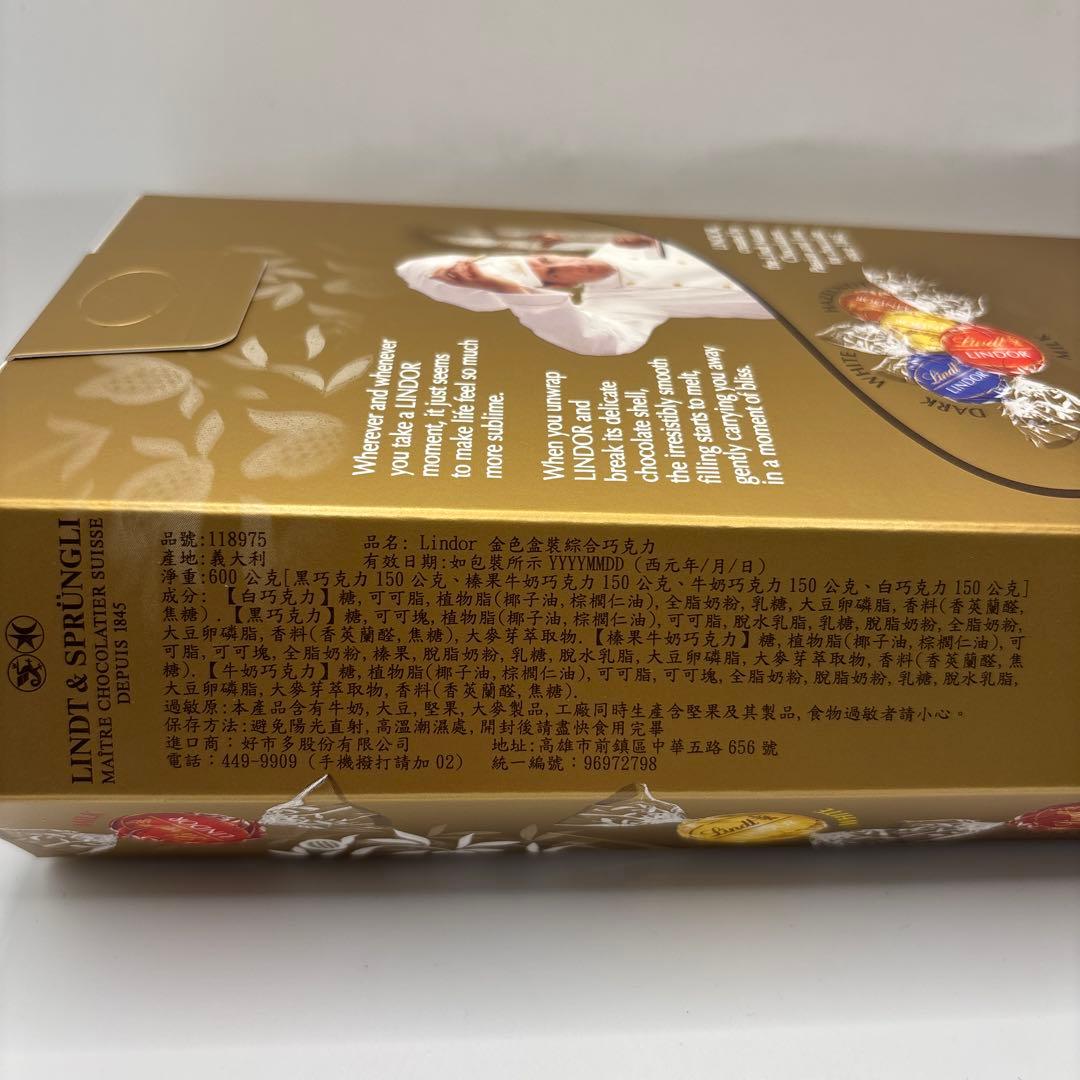 Wherever and whenever
you take a LINDOR
moment, it just seems
to make life feel so much
more sublime.
When you unwrap
LINDOR and
break its delicate
chocolate shell,
the irresistibly smooth
filling starts to melt,
gently carrying you away
in a moment of bliss.
WHITE
DARK
MILK
LINDOR
Lindt
LINDOR
Lindt
LINDOR
LINDT & SPRÜNGLI
MAÎTRE CHOCOLATIER SUISSE
DEPUIS 1845
品號:118975 品名: Lindor 金色盒裝綜合巧克力
產地:義大利 有效日期:如包裝所示 YYYYMMDD (西元年/月/日)
淨重:600 公克[黑巧克力 150 公克、榛果牛奶巧克力 150 公克、牛奶巧克力 150 公克、白巧克力 150 公克]
成分: 【白巧克力】糖, 可可脂, 植物脂(椰子油, 棕櫚仁油), 全脂奶粉, 乳糖, 大豆卵磷脂, 香料(香莢蘭醛,
焦糖). 【黑巧克力】糖, 可可塊, 植物脂(椰子油, 棕櫚仁油), 可可脂, 脫水乳脂, 乳糖, 脫脂奶粉, 全脂奶粉,
大豆卵磷脂, 香料(香莢蘭醛, 焦糖), 大麥芽萃取物. 【榛果牛奶巧克力】糖, 植物脂(椰子油, 棕櫚仁油), 可
可脂, 可可塊, 全脂奶粉, 榛果, 脫脂奶粉, 乳糖, 脫水乳脂, 大豆卵磷脂, 大麥芽萃取物, 香料(香莢蘭醛, 焦
糖). 【牛奶巧克力】糖, 植物脂(椰子油, 棕櫚仁油), 可可脂, 可可塊, 全脂奶粉, 脫脂奶粉, 乳糖, 脫水乳脂,
大豆卵磷脂, 大麥芽萃取物, 香料(香莢蘭醛, 焦糖).
過敏原:本產品含有牛奶, 大豆, 堅果, 大麥製品, 工廠同時生產含堅果及其製品, 食物過敏者請小心。
保存方法:避免陽光直射, 高溫潮濕處, 開封後請盡快食用完畢
進口商：好市多股份有限公司 地址:高雄市前鎮區中華五路 656 號
電話：449-9909 (手機撥打請加 02) 統一編號：96972798
LINDOR
Lindt